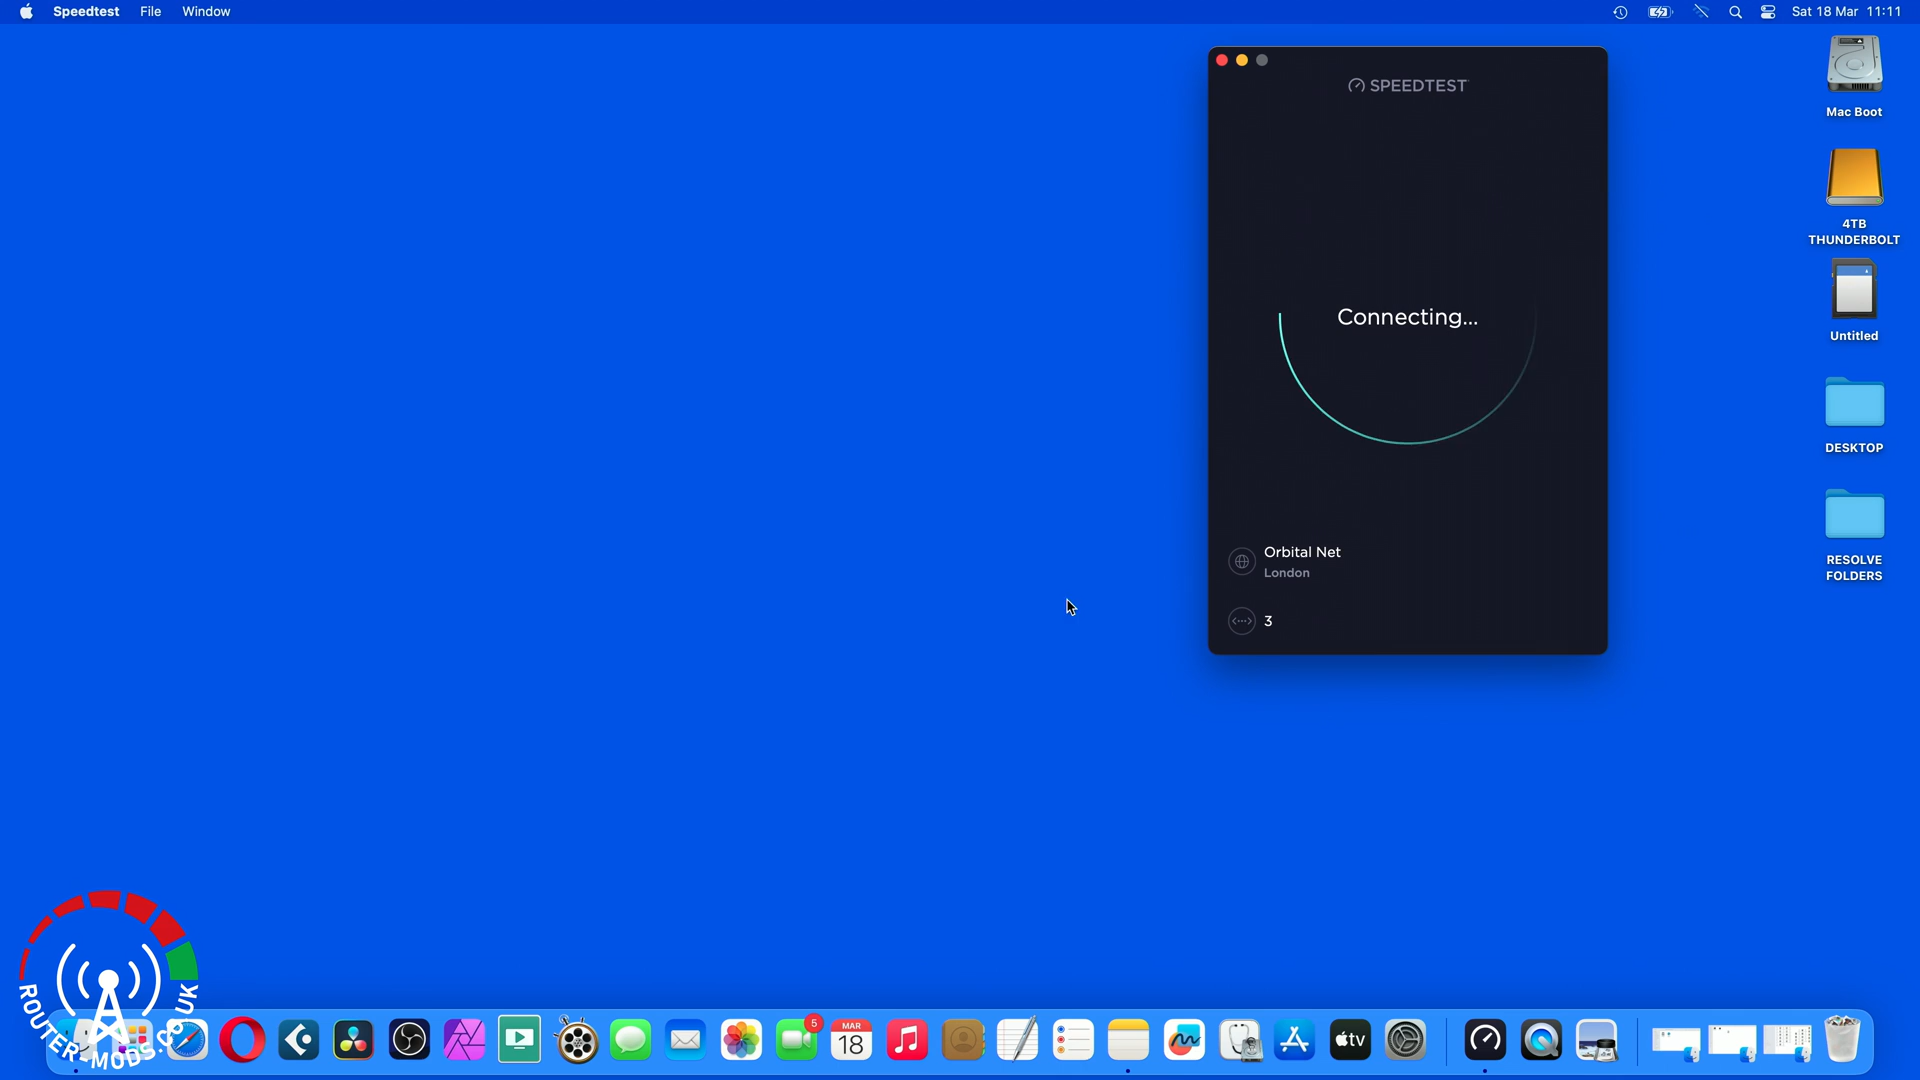 Speedtest File Window
Sat 18 Mar 11:11
SPEEDTEST
Connecting...
Orbital Net
London
3
Mac Boot
4TB
THUNDERBOLT
Untitled
DESKTOP
RESOLVE
FOLDERS
ROUTER-MODS.co.uk
5
MAR
18
tv